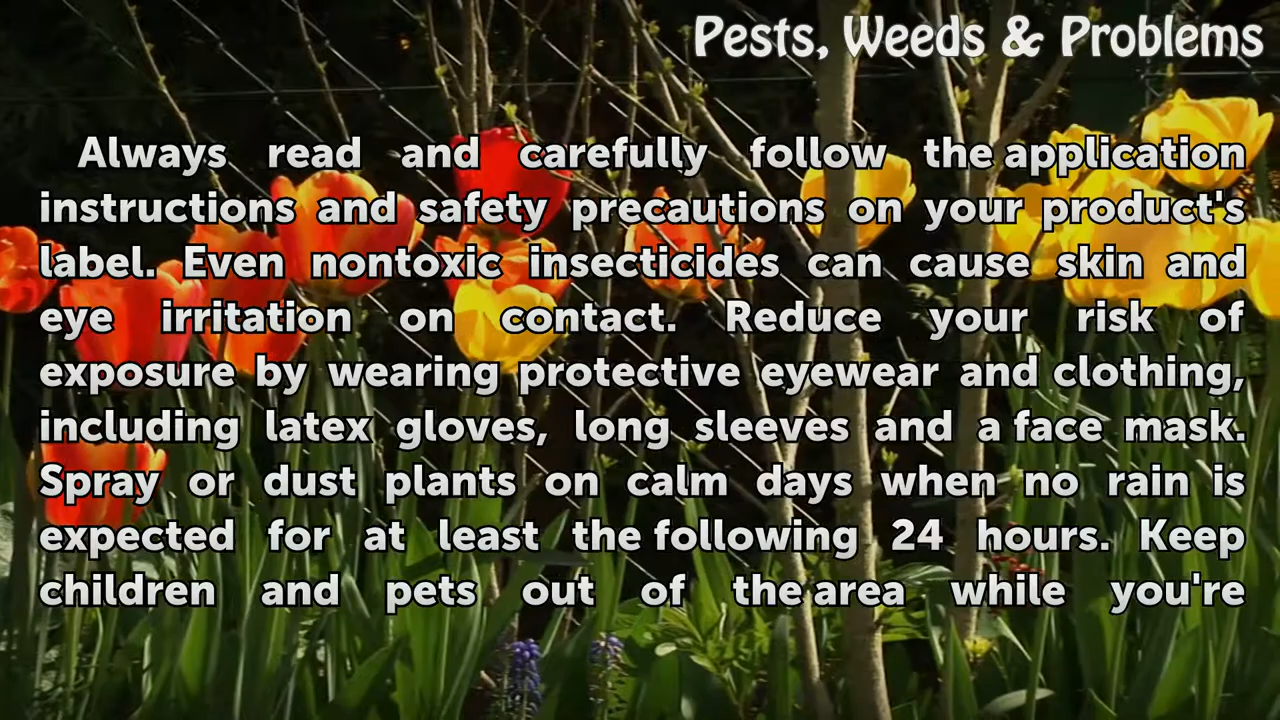 Pests, Weeds & Problems
Always read and carefully follow the application
instructions and safety precautions on your product's
label. Even nontoxic insecticides can cause skin and
eye irritation on contact. Reduce your risk of
exposure by wearing protective eyewear and clothing,
including latex gloves, long sleeves and a face mask.
Spray or dust plants on calm days when no rain is
expected for at least the following 24 hours. Keep
children and pets out of the area while you're